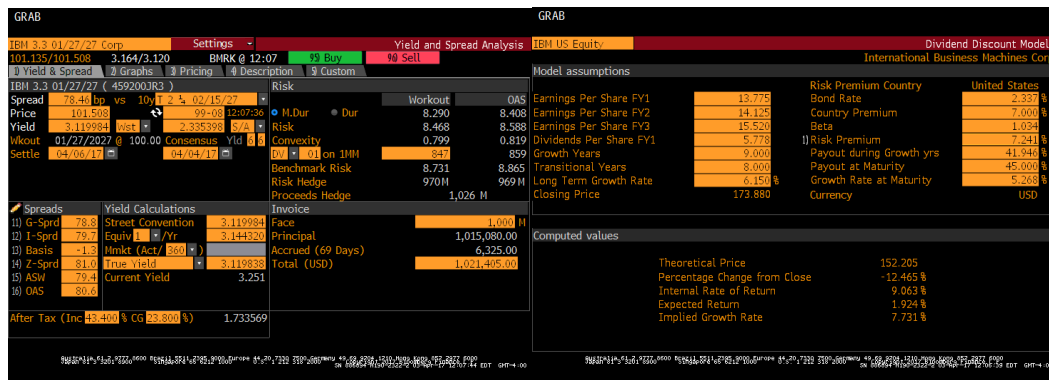 GRAB
IBM 3.3 01/27/27 Corp Settings Yield and Spread Analysis
101.135/101.508 3.164/3.120 BMRK @ 12:07 95) Buy 96) Sell
1) Yield & Spread 2) Graphs 3) Pricing 4) Description 5) Custom
IBM 3.3 01/27/27 ( 459200JR3 ) Risk
Spread 78.46 bp vs 10y T 2 ¼ 02/15/27 Workout OAS
Price 101.508 99-08 12:07:36 M.Dur Dur 8.290 8.408
Yield 3.119984 Wst 2.335398 S/A Risk 8.468 8.588
Wkout 01/27/2027 @ 100.00 Consensus Yld 6 6 Convexity 0.799 0.819
Settle 04/06/17 04/04/17 DV 01 on 1MM 847 859
Benchmark Risk 8.731 8.865
Risk Hedge 970 M 969 M
Proceeds Hedge 1,026 M
Spreads Yield Calculations Invoice
11) G-Sprd 78.8 Street Convention 3.119984 Face 1,000 M
12) I-Sprd 79.7 Equiv 1 /Yr 3.144320 Principal 1,015,080.00
13) Basis -1.3 Mmkt (Act/ 360 ) Accrued (69 Days) 6,325.00
14) Z-Sprd 81.0 True Yield 3.119838 Total (USD) 1,021,405.00
15) ASW 79.4 Current Yield 3.251
16) OAS 80.6
After Tax (Inc 43.400 % CG 23.800 %) 1.733569
GRAB
IBM US Equity Dividend Discount Model
International Business Machines Cor
Model assumptions
Risk Premium Country United States
Earnings Per Share FY1 13.775 Bond Rate 2.337 %
Earnings Per Share FY2 14.125 Country Premium 7.000 %
Earnings Per Share FY3 15.520 Beta 1.034
Dividends Per Share FY1 5.778 1) Risk Premium 7.241 %
Growth Years 9.000 Payout during Growth yrs 41.946 %
Transitional Years 8.000 Payout at Maturity 45.000 %
Long Term Growth Rate 6.150 % Growth Rate at Maturity 5.268 %
Closing Price 173.880 Currency USD
Computed values
Theoretical Price 152.205
Percentage Change from Close -12.465 %
Internal Rate of Return 9.063 %
Expected Return 1.924 %
Implied Growth Rate 7.731 %